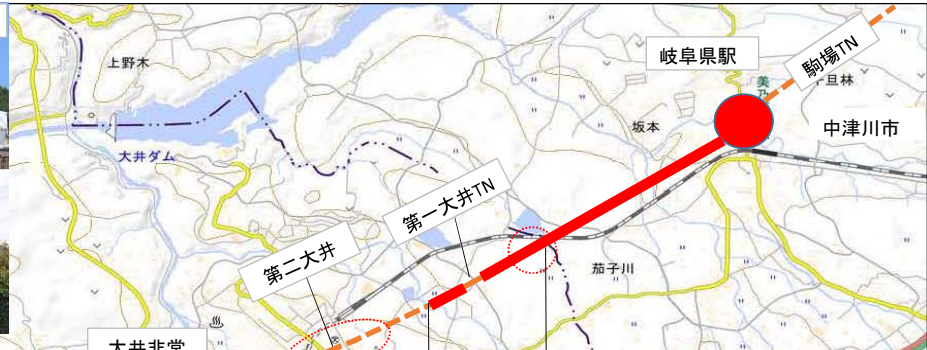 上野木
岐阜県駅
駒場TN
千旦林
美乃
坂本
中津川市
大井ダム
第一大井TN
第二大井
茄子川
大井非常